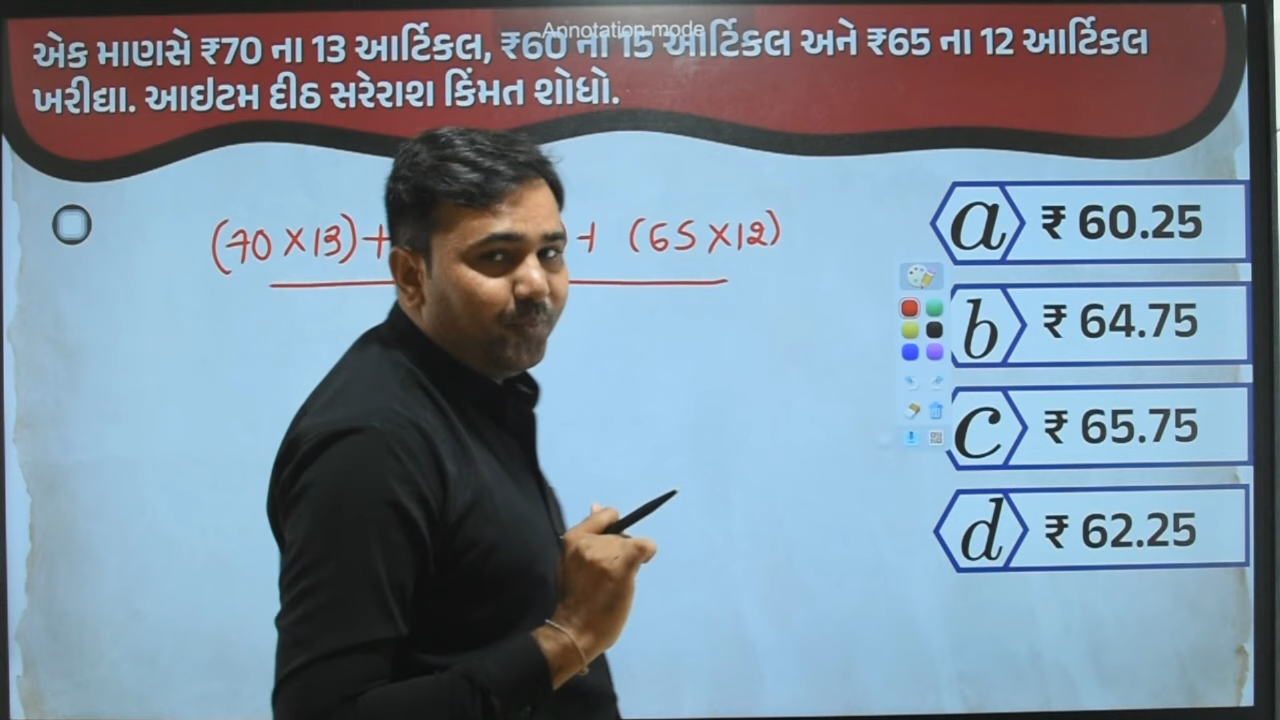 Annotation mode
એક માણસે ₹70 ના 13 આર્ટિકલ, ₹60 ના 15 આર્ટિકલ અને ₹65 ના 12 આર્ટિકલ
ખરીદ્યા. આઇટમ દીઠ સરેરાશ કિંમત શોધો.
(70 × 13) + + (65 × 12)
a ₹ 60.25
b ₹ 64.75
c ₹ 65.75
d ₹ 62.25